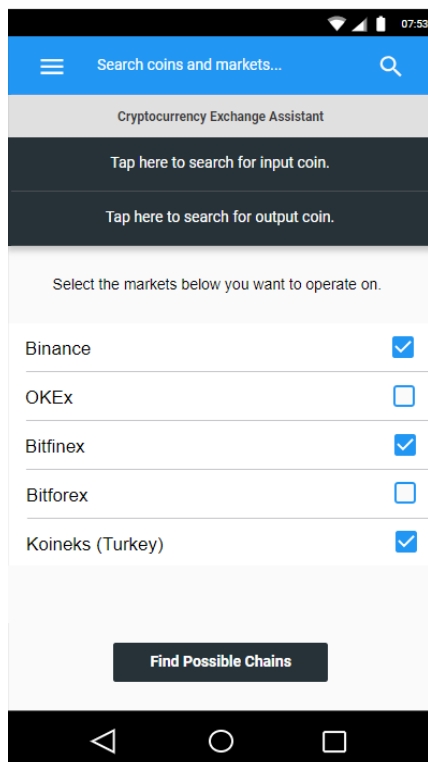 07:53
Search coins and markets...
Cryptocurrency Exchange Assistant
Tap here to search for input coin.
Tap here to search for output coin.
Select the markets below you want to operate on.
Binance
OKEx
Bitfinex
Bitforex
Koineks (Turkey)
Find Possible Chains